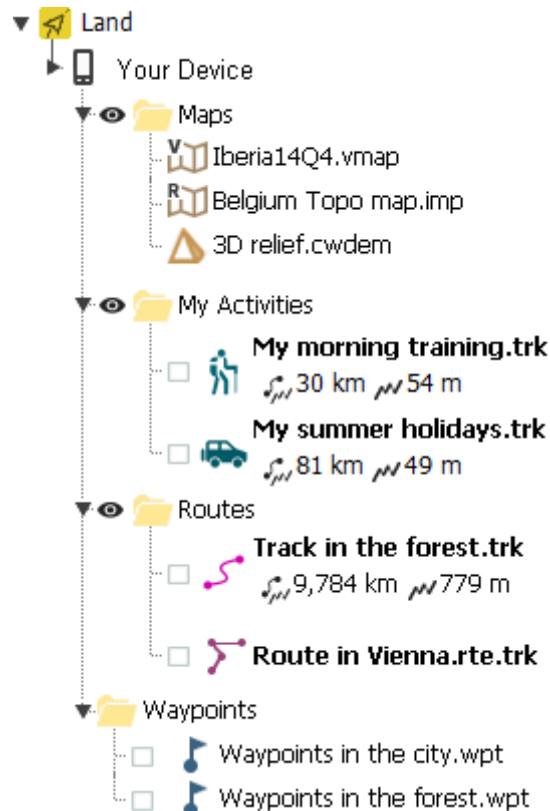 Land
Your Device
Maps
V Iberia14Q4.vmap
R Belgium Topo map.imp
3D relief.cwdem
My Activities
My morning training.trk
30 km 54 m
My summer holidays.trk
81 km 49 m
Routes
Track in the forest.trk
9,784 km 779 m
Route in Vienna.rte.trk
Waypoints
Waypoints in the city.wpt
Waypoints in the forest.wpt